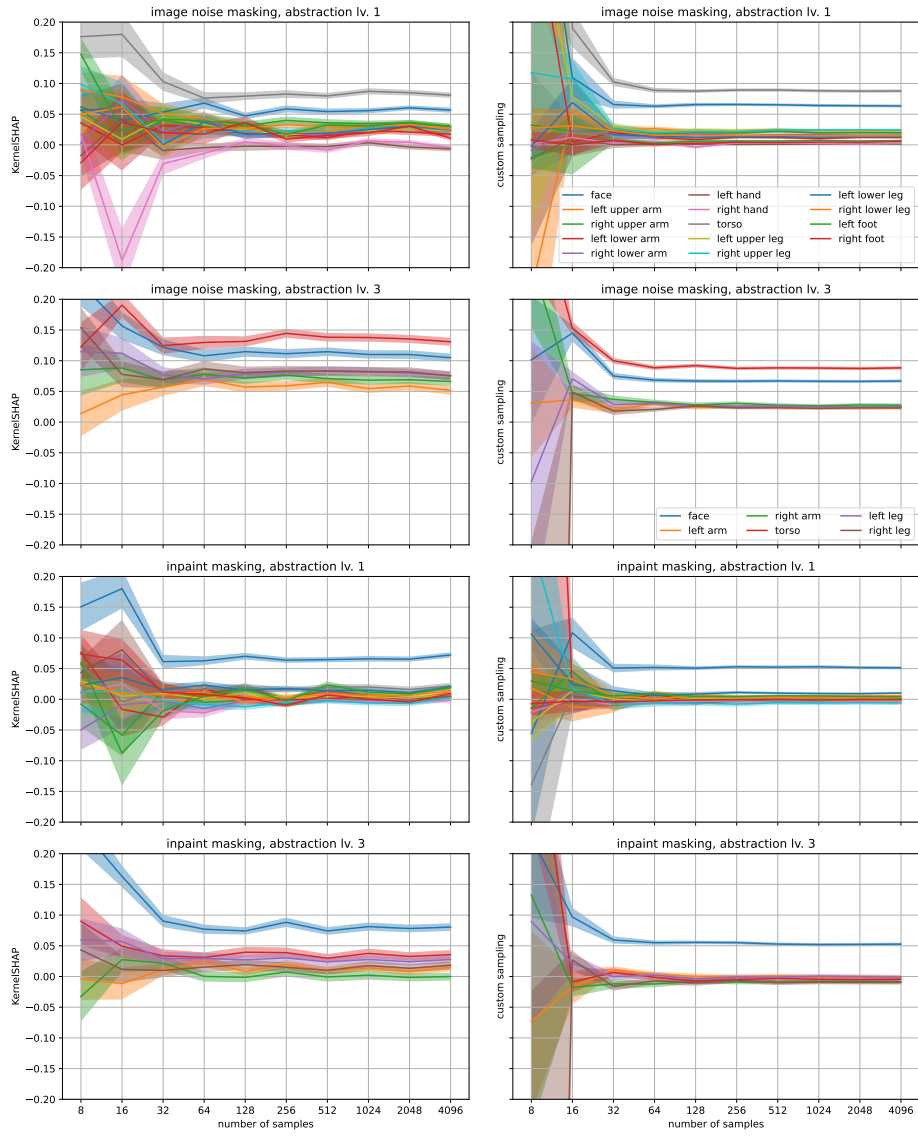 image noise masking, abstraction lv. 1
0.20
0.15
0.10
0.05
0.00
−0.05
−0.10
−0.15
−0.20
KernelSHAP
image noise masking, abstraction lv. 1
custom sampling
face
left upper arm
right upper arm
left lower arm
right lower arm
left hand
right hand
torso
left upper leg
right upper leg
left lower leg
right lower leg
left foot
right foot
image noise masking, abstraction lv. 3
0.20
0.15
0.10
0.05
0.00
−0.05
−0.10
−0.15
−0.20
KernelSHAP
image noise masking, abstraction lv. 3
custom sampling
face
left arm
right arm
torso
left leg
right leg
inpaint masking, abstraction lv. 1
0.20
0.15
0.10
0.05
0.00
−0.05
−0.10
−0.15
−0.20
KernelSHAP
inpaint masking, abstraction lv. 1
custom sampling
inpaint masking, abstraction lv. 3
0.20
0.15
0.10
0.05
0.00
−0.05
−0.10
−0.15
−0.20
KernelSHAP
8 16 32 64 128 256 512 1024 2048 4096
number of samples
inpaint masking, abstraction lv. 3
custom sampling
8 16 32 64 128 256 512 1024 2048 4096
number of samples